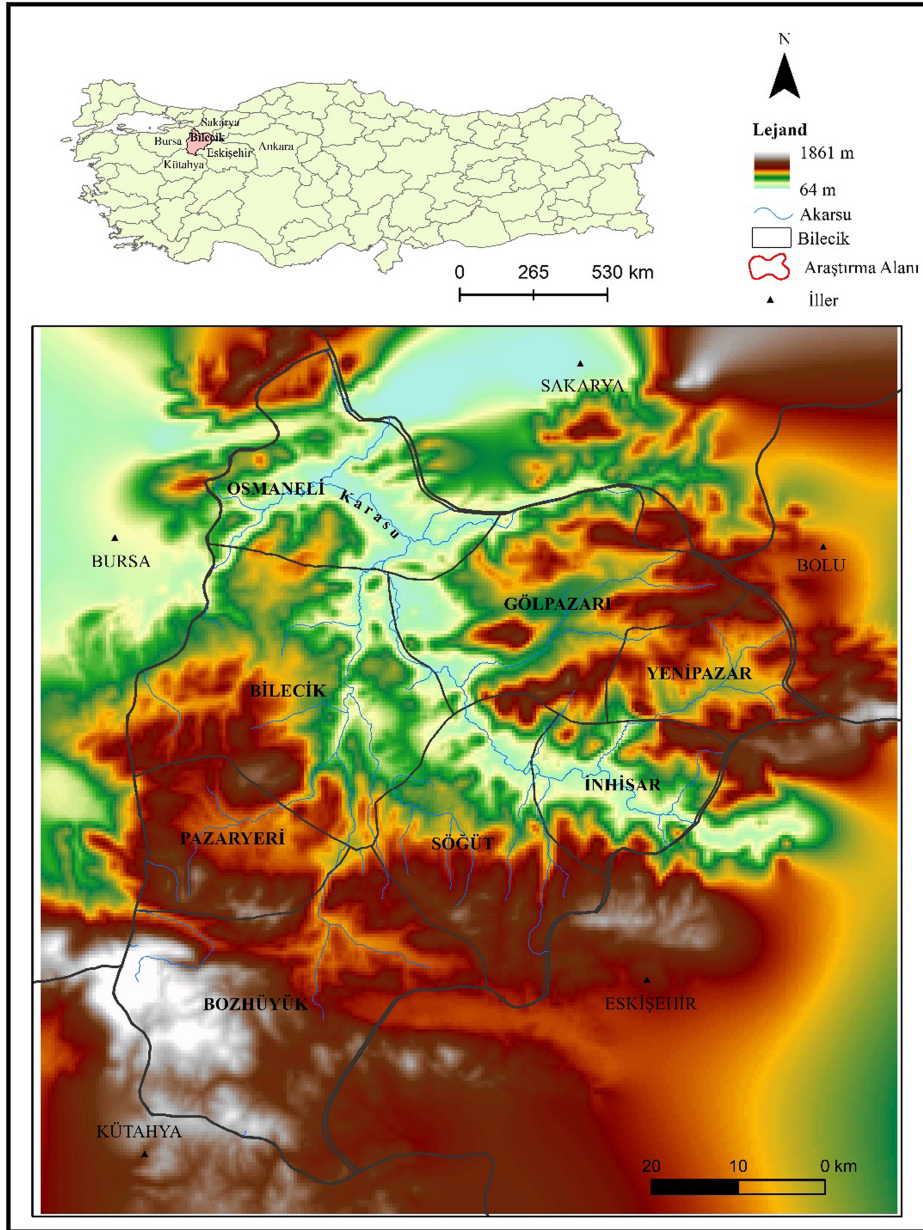 N
Sakarya
Bursa
Bilecik
Ankara
Eskişehir
Kütahya
0 265 530 km
Lejand
1861 m
64 m
Akarsu
Bilecik
Araştırma Alanı
İller
SAKARYA
OSMANELİ
Karasu
BURSA
BOLU
GÖLPAZARI
YENİPAZAR
BİLECİK
İNHİSAR
PAZARYERİ
SÖĞÜT
BOZHÜYÜK
ESKİŞEHİR
KÜTAHYA
20 10 0 km